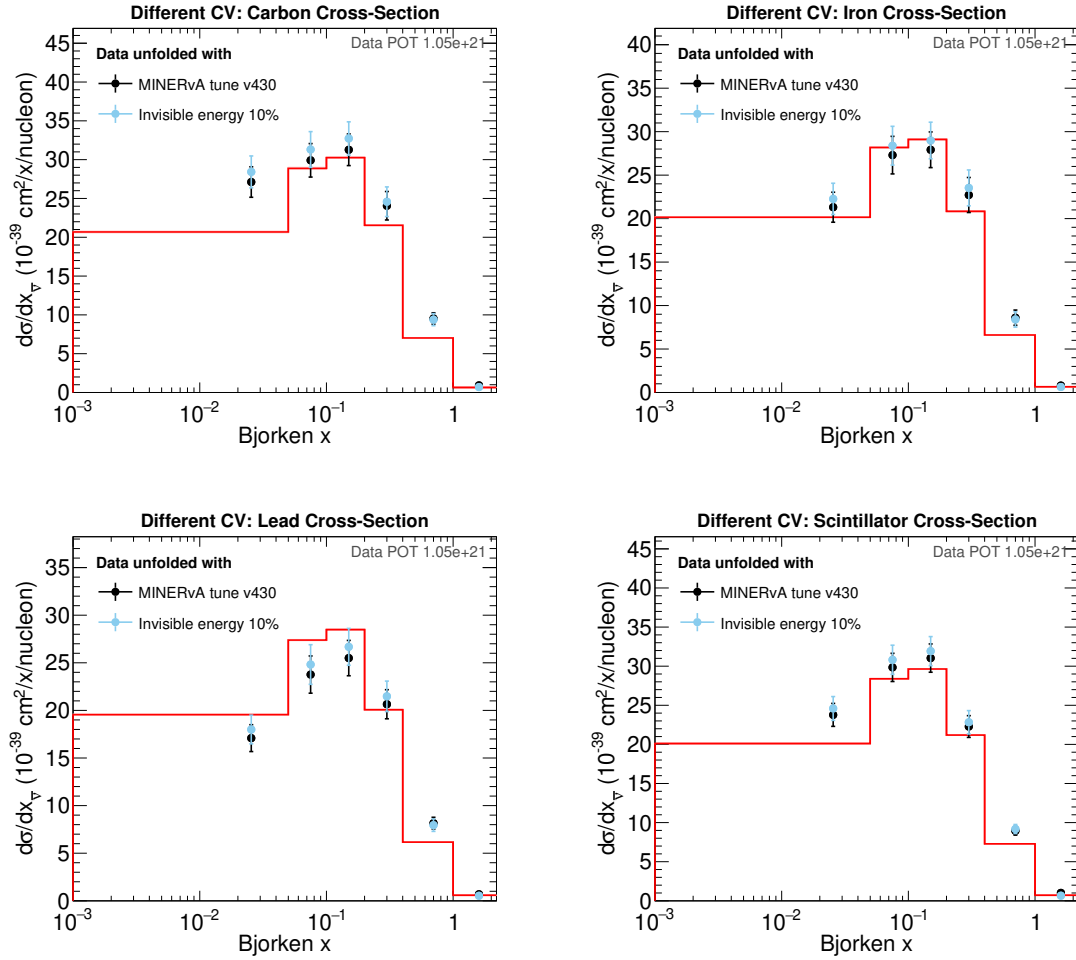 Different CV: Carbon Cross-Section
Data POT 1.05e+21
Data unfolded with
MINERvA tune v430
Invisible energy 10%
dσ/dx_ν̅ (10⁻³⁹ cm²/x/nucleon)
45
40
35
30
25
20
15
10
5
0
10⁻³ 10⁻² 10⁻¹ 1
Bjorken x
Different CV: Iron Cross-Section
Data POT 1.05e+21
Data unfolded with
MINERvA tune v430
Invisible energy 10%
dσ/dx_ν̅ (10⁻³⁹ cm²/x/nucleon)
40
35
30
25
20
15
10
5
0
10⁻³ 10⁻² 10⁻¹ 1
Bjorken x
Different CV: Lead Cross-Section
Data POT 1.05e+21
Data unfolded with
MINERvA tune v430
Invisible energy 10%
dσ/dx_ν̅ (10⁻³⁹ cm²/x/nucleon)
35
30
25
20
15
10
5
0
10⁻³ 10⁻² 10⁻¹ 1
Bjorken x
Different CV: Scintillator Cross-Section
Data POT 1.05e+21
Data unfolded with
MINERvA tune v430
Invisible energy 10%
dσ/dx_ν̅ (10⁻³⁹ cm²/x/nucleon)
45
40
35
30
25
20
15
10
5
0
10⁻³ 10⁻² 10⁻¹ 1
Bjorken x